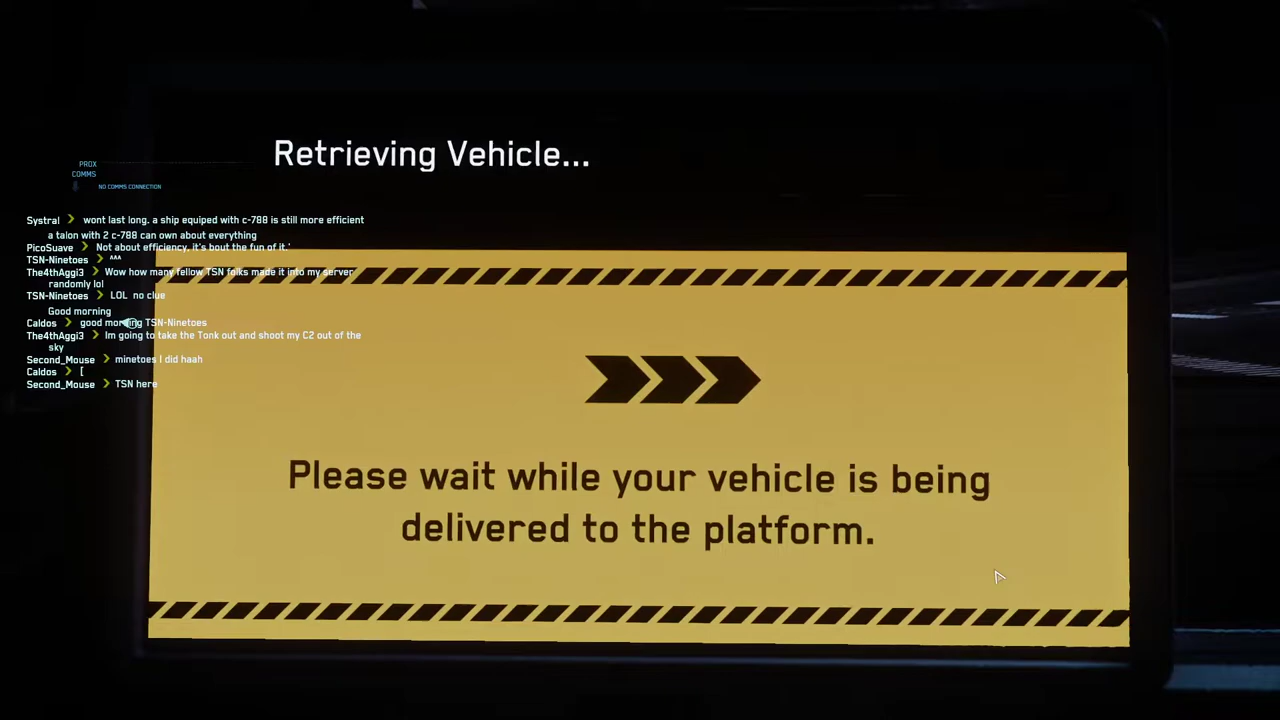 Retrieving Vehicle...
PROX
COMMS
NO COMMS CONNECTION
Systral > wont last long. a ship equiped with c-788 is still more efficient
a talon with 2 c-788 can own about everything
PicoSuave > Not about efficiency, it's bout the fun of it.'
TSN-Ninetoes > ^^^
The4thAggi3 > Wow how many fellow TSN folks made it into my server
randomly lol
TSN-Ninetoes > LOL no clue
Good morning
Caldos > good morning TSN-Ninetoes
The4thAggi3 > Im going to take the Tonk out and shoot my C2 out of the
sky
Second_Mouse > minetoes I did haah
Caldos > [
Second_Mouse > TSN here
Please wait while your vehicle is being
delivered to the platform.